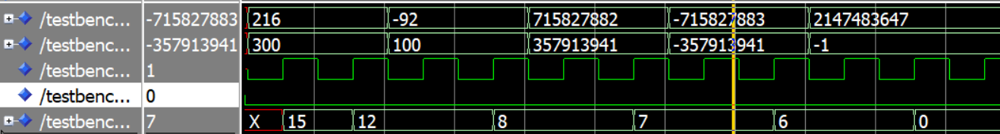 /testbenc... -715827883 216 -92 715827882 -715827883 2147483647
/testbenc... -357913941 300 100 357913941 -357913941 -1
/testbenc... 1
/testbenc... 0
/testbenc... 7 X 15 12 8 7 6 0